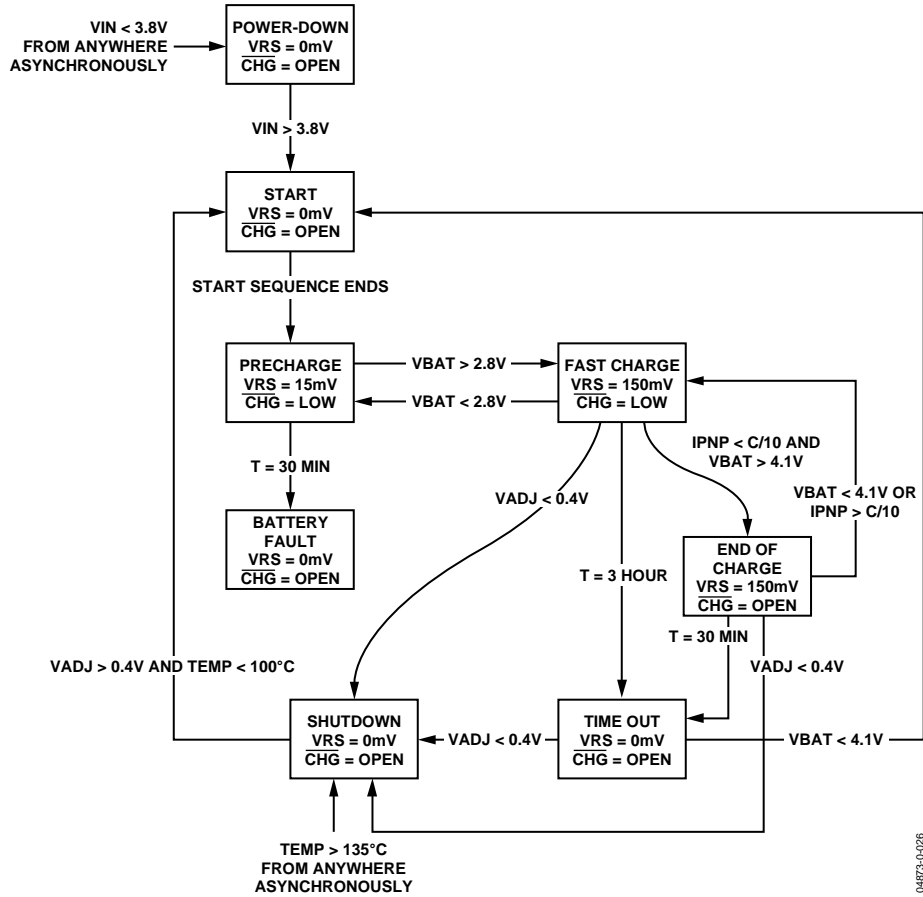 VIN < 3.8V
FROM ANYWHERE
ASYNCHRONOUSLY
POWER-DOWN
VRS = 0mV
CHG = OPEN
VIN > 3.8V
START
VRS = 0mV
CHG = OPEN
START SEQUENCE ENDS
PRECHARGE
VRS = 15mV
CHG = LOW
VBAT > 2.8V
VBAT < 2.8V
FAST CHARGE
VRS = 150mV
CHG = LOW
T = 30 MIN
BATTERY
FAULT
VRS = 0mV
CHG = OPEN
VADJ < 0.4V
T = 3 HOUR
IPNP < C/10 AND
VBAT > 4.1V
VBAT < 4.1V OR
IPNP > C/10
END OF
CHARGE
VRS = 150mV
CHG = OPEN
T = 30 MIN
VADJ < 0.4V
VADJ > 0.4V AND TEMP < 100°C
SHUTDOWN
VRS = 0mV
CHG = OPEN
VADJ < 0.4V
TIME OUT
VRS = 0mV
CHG = OPEN
VBAT < 4.1V
TEMP > 135°C
FROM ANYWHERE
ASYNCHRONOUSLY
04873-0-026